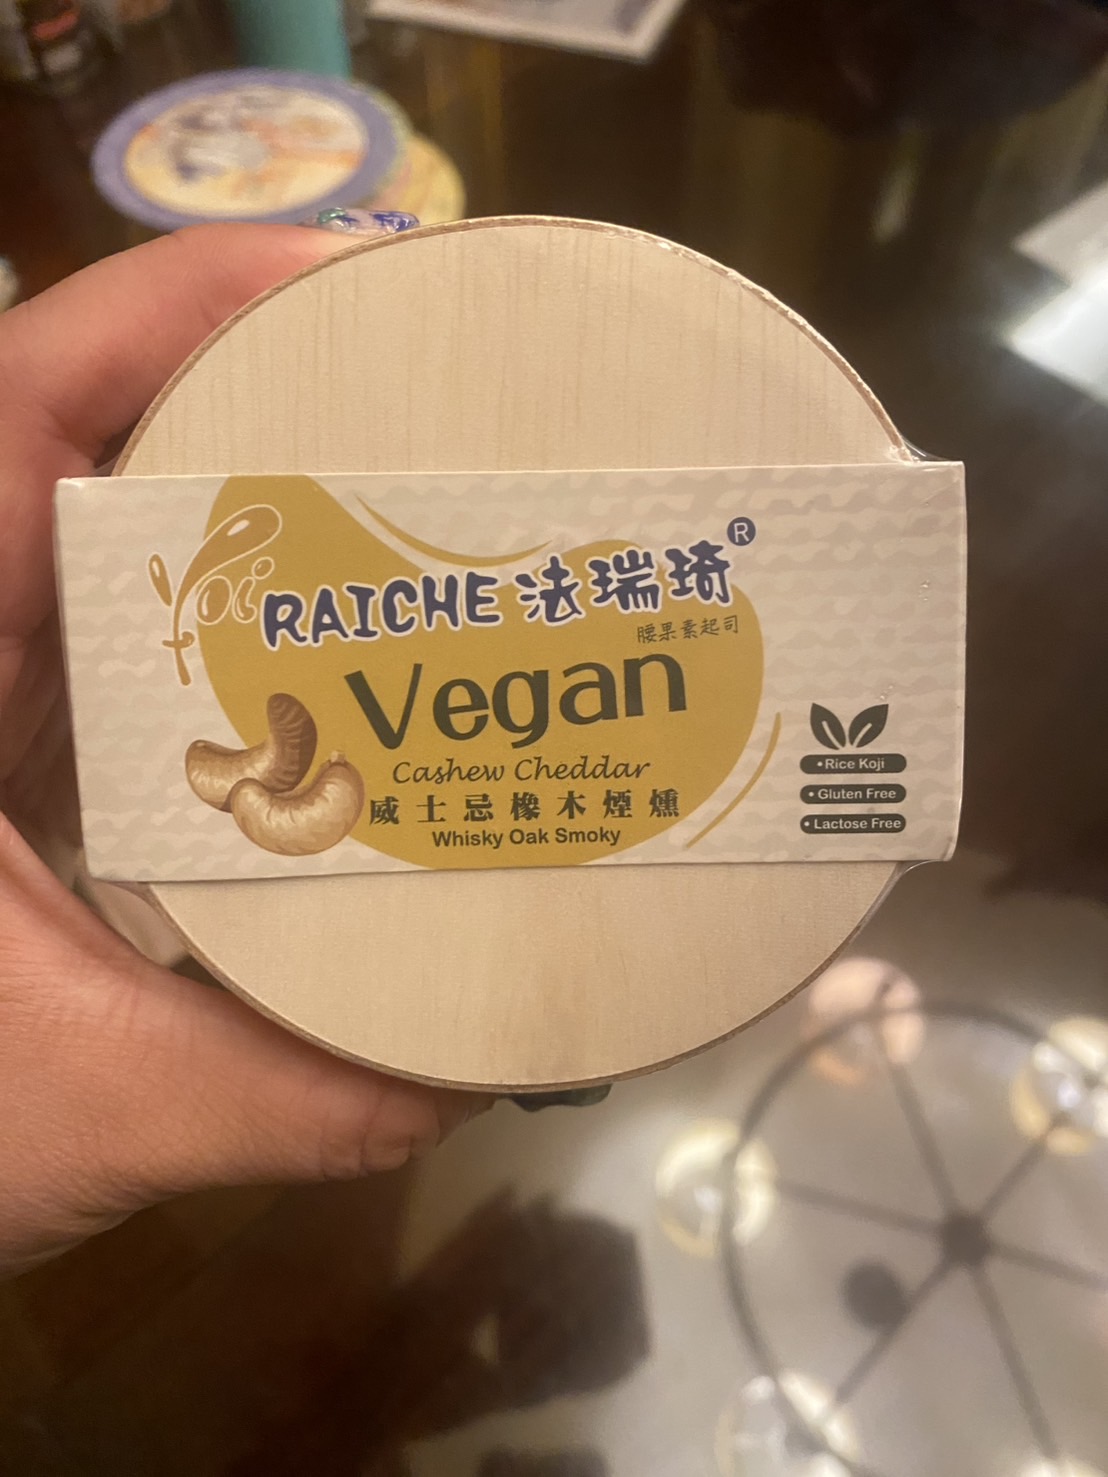 Yoi
RAICHE 法瑞琦®
腰果素起司
Vegan
Cashew Cheddar
威士忌橡木煙燻
Whisky Oak Smoky
•Rice Koji
• Gluten Free
• Lactose Free